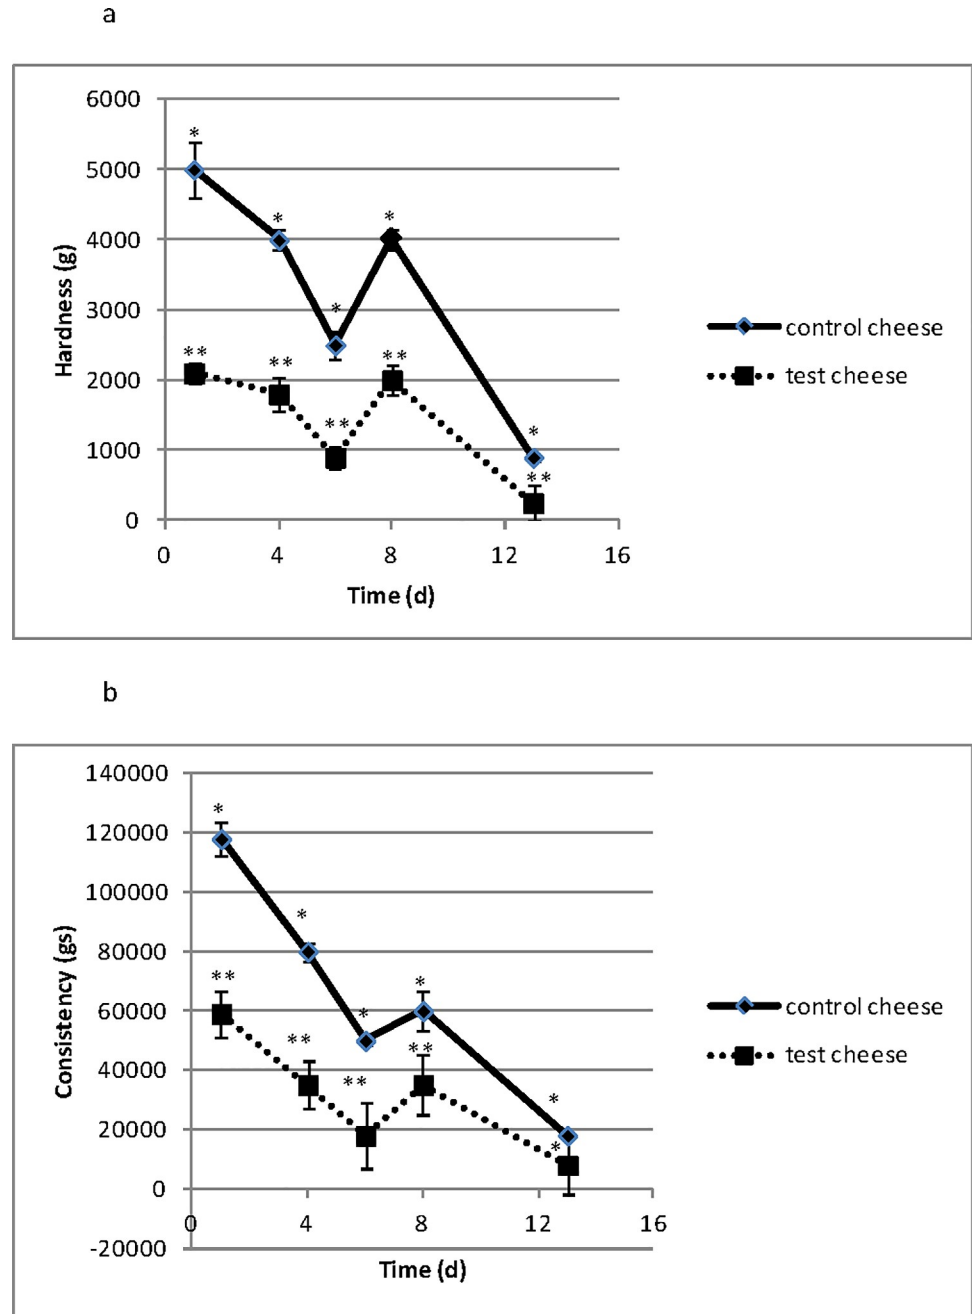 a
6000
5000
4000
3000
2000
1000
0
Hardness (g)
* * * * *
** ** ** ** **
0 4 8 12 16
Time (d)
control cheese
test cheese
b
140000
120000
100000
80000
60000
40000
20000
0
-20000
Consistency (gs)
* * * * *
** ** ** ** *
0 4 8 12 16
Time (d)
control cheese
test cheese